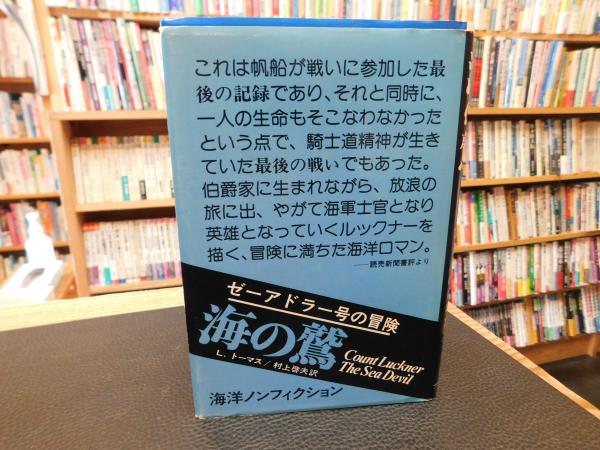 これは帆船が戦いに参加した最
後の記録であり、それと同時に、
一人の生命もそこなわなかった
という点で、騎士道精神が生き
ていた最後の戦いでもあった。
伯爵家に生まれながら、放浪の
旅に出、やがて海軍士官となり
英雄となっていくルックナーを
描く、冒険に満ちた海洋ロマン。
──読売新聞書評より
ゼーアドラー号の冒険
海の鷲
Count Luckner
The Sea Devil
L. トーマス/村上啓夫訳
海洋ノンフィクション